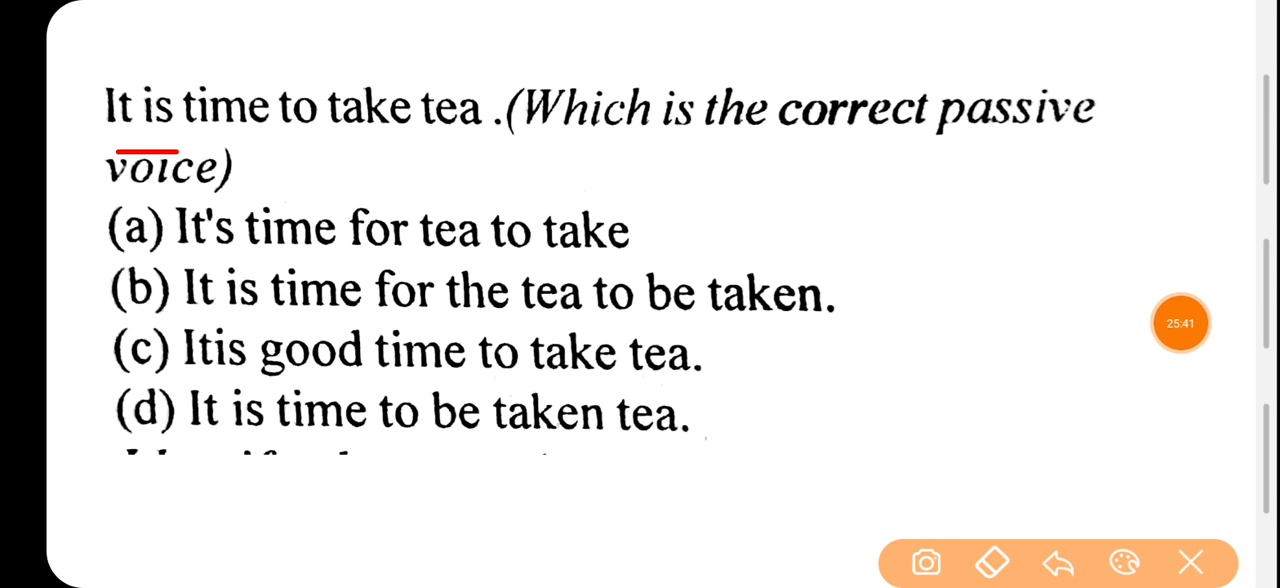 It is time to take tea .(Which is the correct passive
voice)
(a) It's time for tea to take
(b) It is time for the tea to be taken.
(c) Itis good time to take tea.
(d) It is time to be taken tea.
25:41